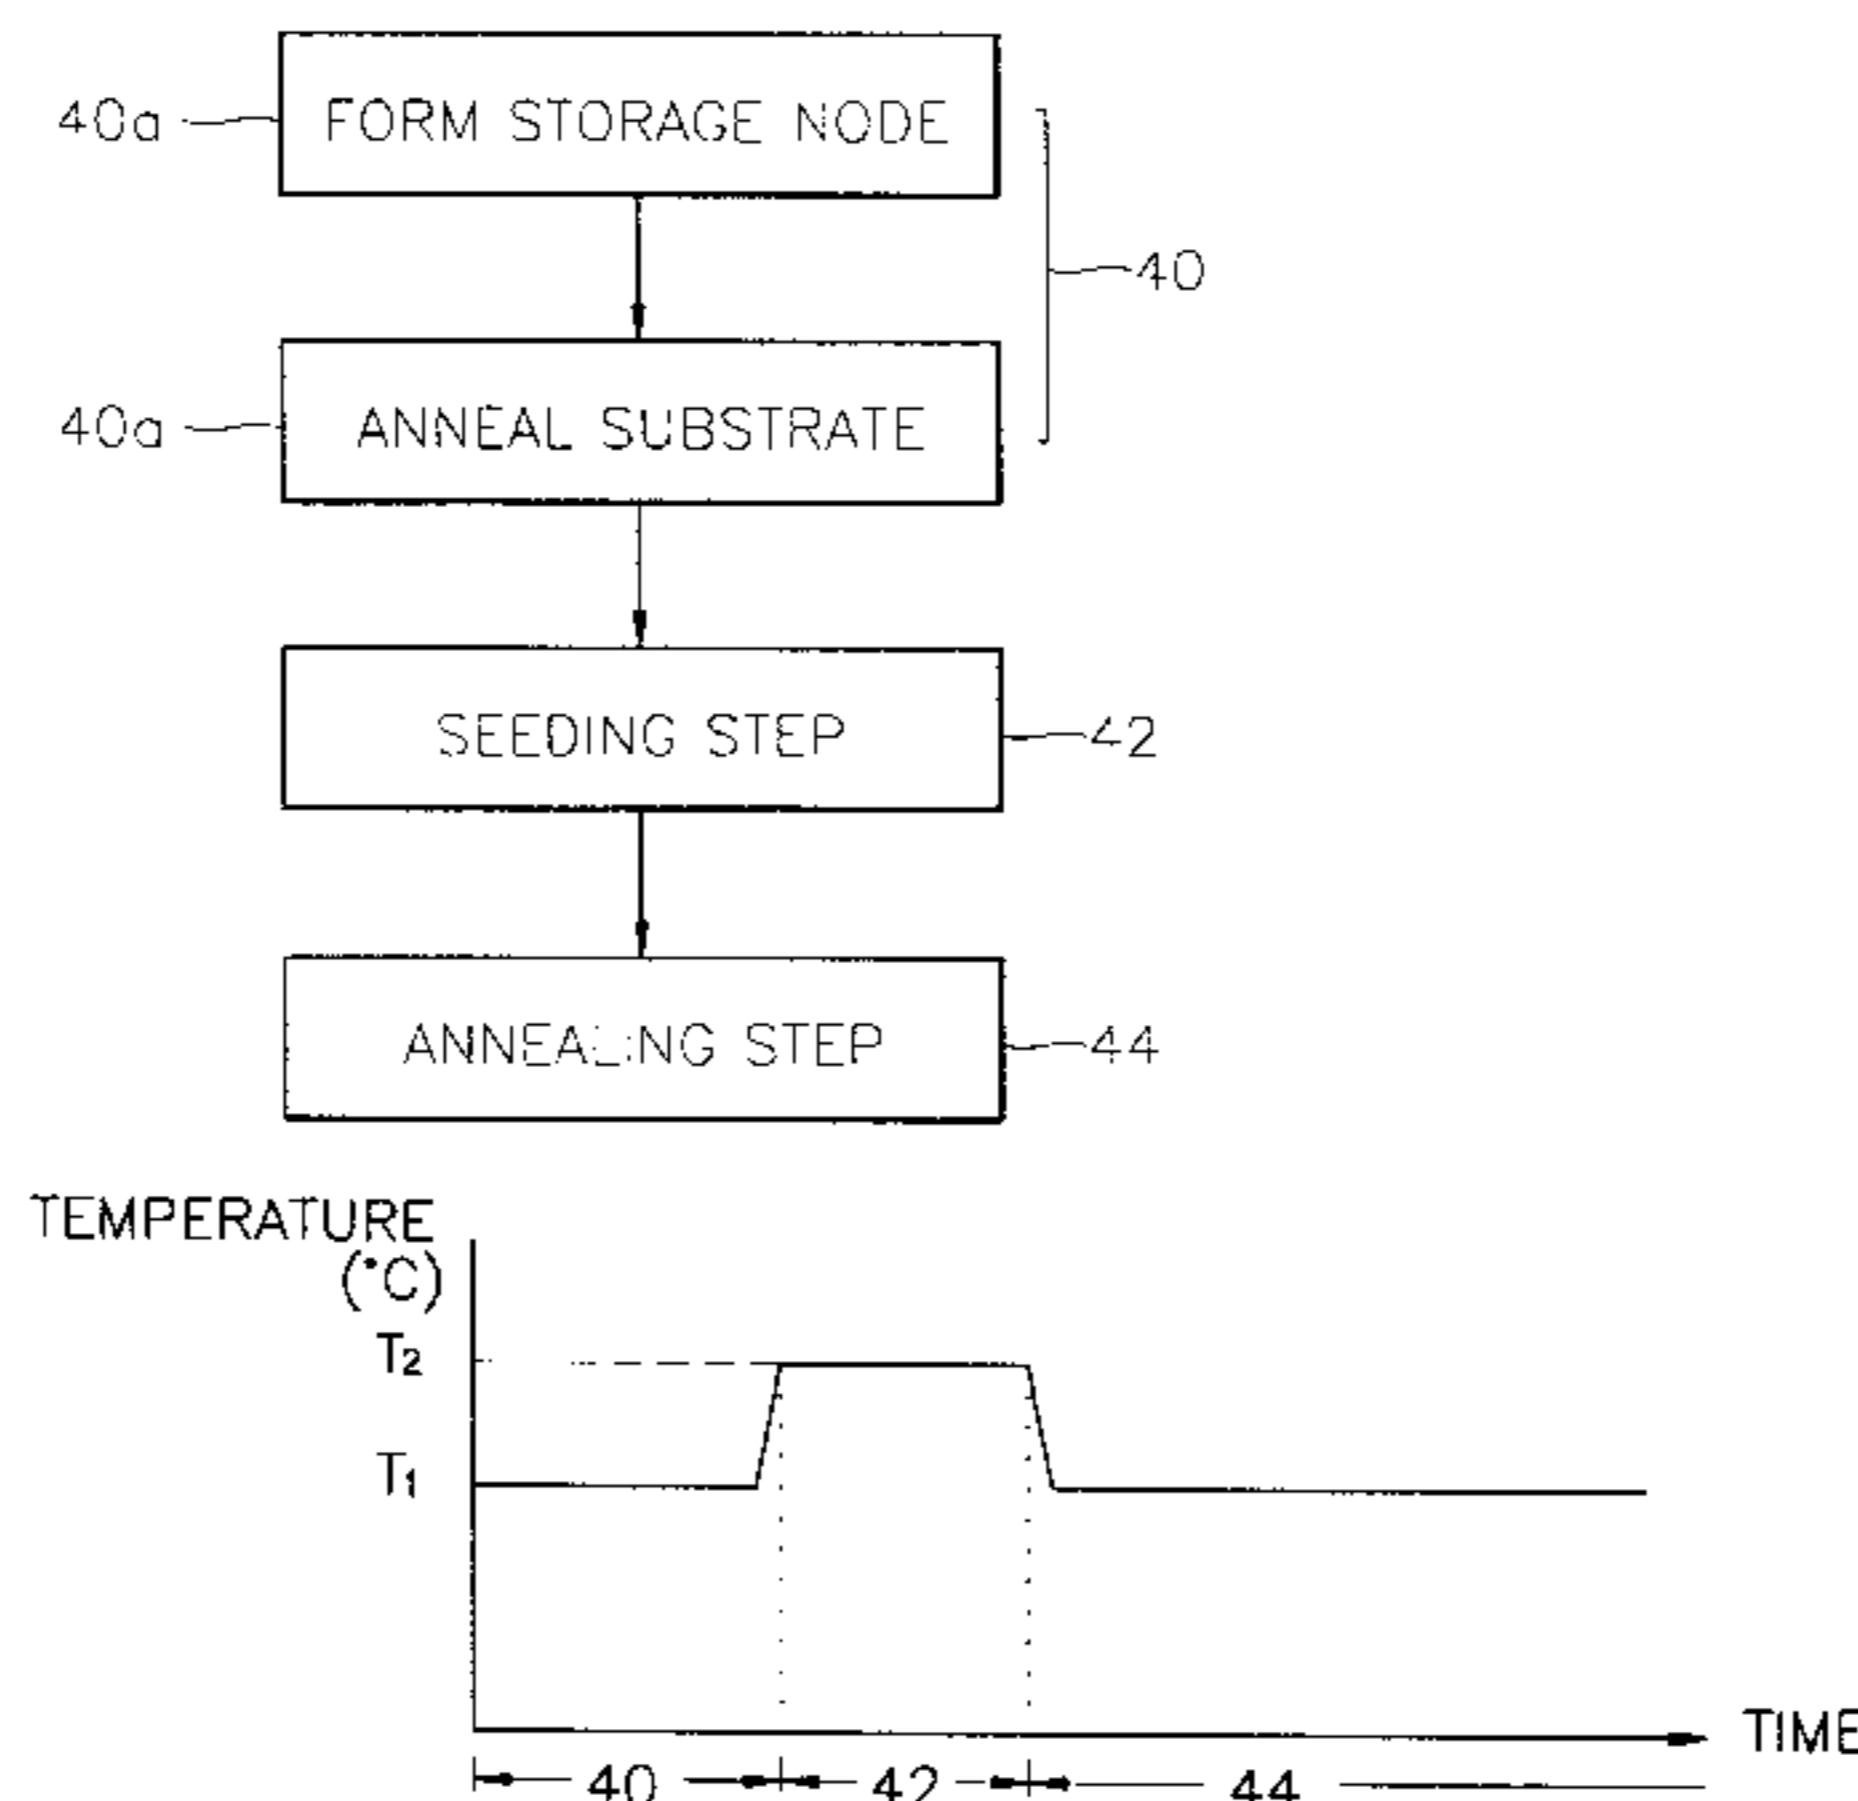 40a FORM STORAGE NODE
40
40a ANNEAL SUBSTRATE
SEEDING STEP 42
ANNEALING STEP 44
TEMPERATURE
(°C)
T2
T1
TIME
40 42 44